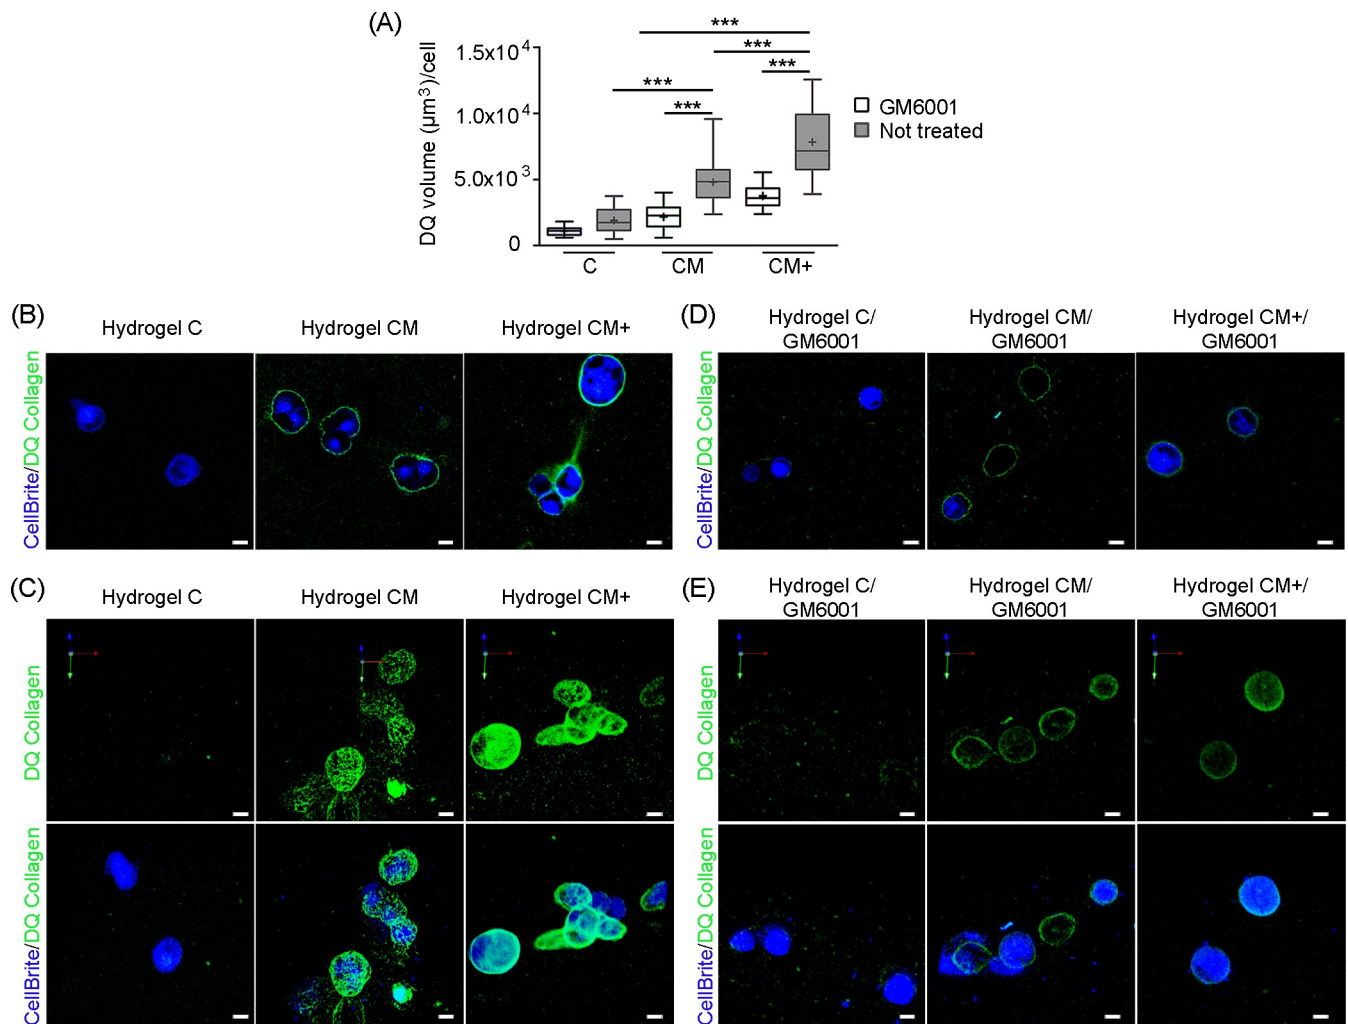 (A)
***
***
***
***
***
DQ volume (µm³)/cell
1.5x10⁴
1.0x10⁴
5.0x10³
0
C
CM
CM+
GM6001
Not treated
(B)
Hydrogel C
Hydrogel CM
Hydrogel CM+
CellBrite/DQ Collagen
(D)
Hydrogel C/
GM6001
Hydrogel CM/
GM6001
Hydrogel CM+/
GM6001
CellBrite/DQ Collagen
(C)
Hydrogel C
Hydrogel CM
Hydrogel CM+
DQ Collagen
CellBrite/DQ Collagen
(E)
Hydrogel C/
GM6001
Hydrogel CM/
GM6001
Hydrogel CM+/
GM6001
DQ Collagen
CellBrite/DQ Collagen